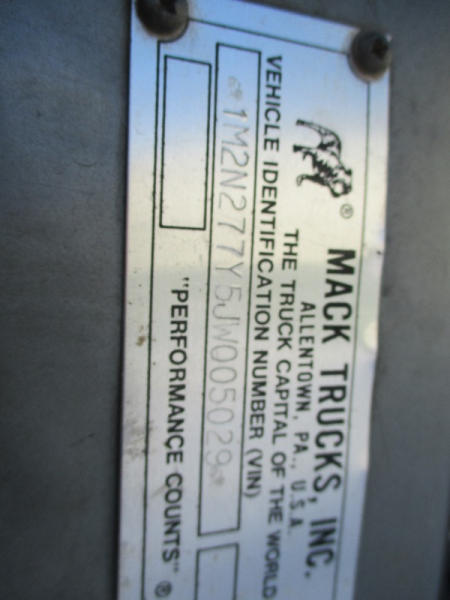 MACK TRUCKS, INC.
ALLENTOWN, PA., U.S.A.
THE TRUCK CAPITAL OF THE WORLD
VEHICLE IDENTIFICATION NUMBER (VIN)
1M2N277Y5JW005029
"PERFORMANCE COUNTS" ®